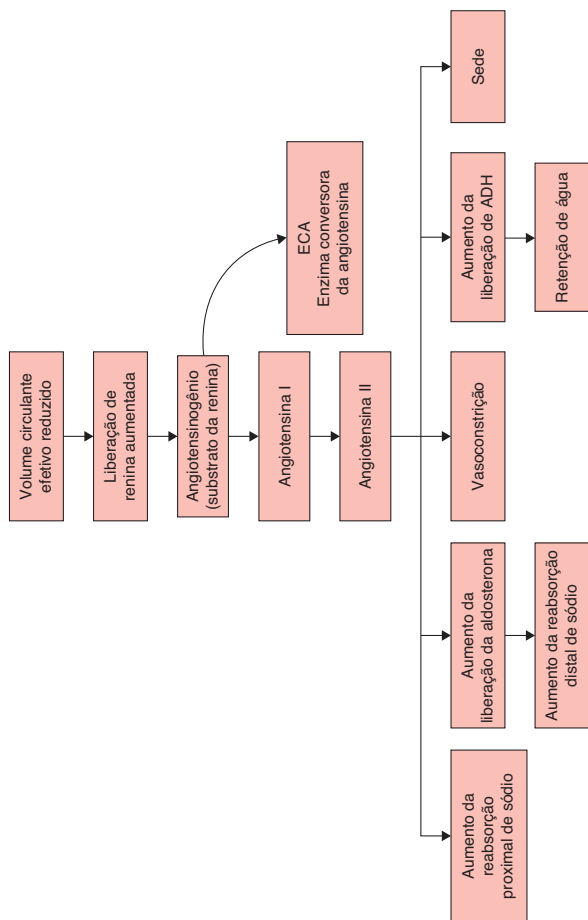 Volume circulante
efetivo reduzido
Liberação de
renina aumentada
Angiotensinogênio
(substrato da renina)
ECA
Enzima conversora
da angiotensina
Angiotensina I
Angiotensina II
Aumento da
reabsorção
proximal de sódio
Aumento da
liberação da aldosterona
Vasoconstrição
Aumento da
liberação de ADH
Sede
Aumento da reabsorção
distal de sódio
Retenção de água